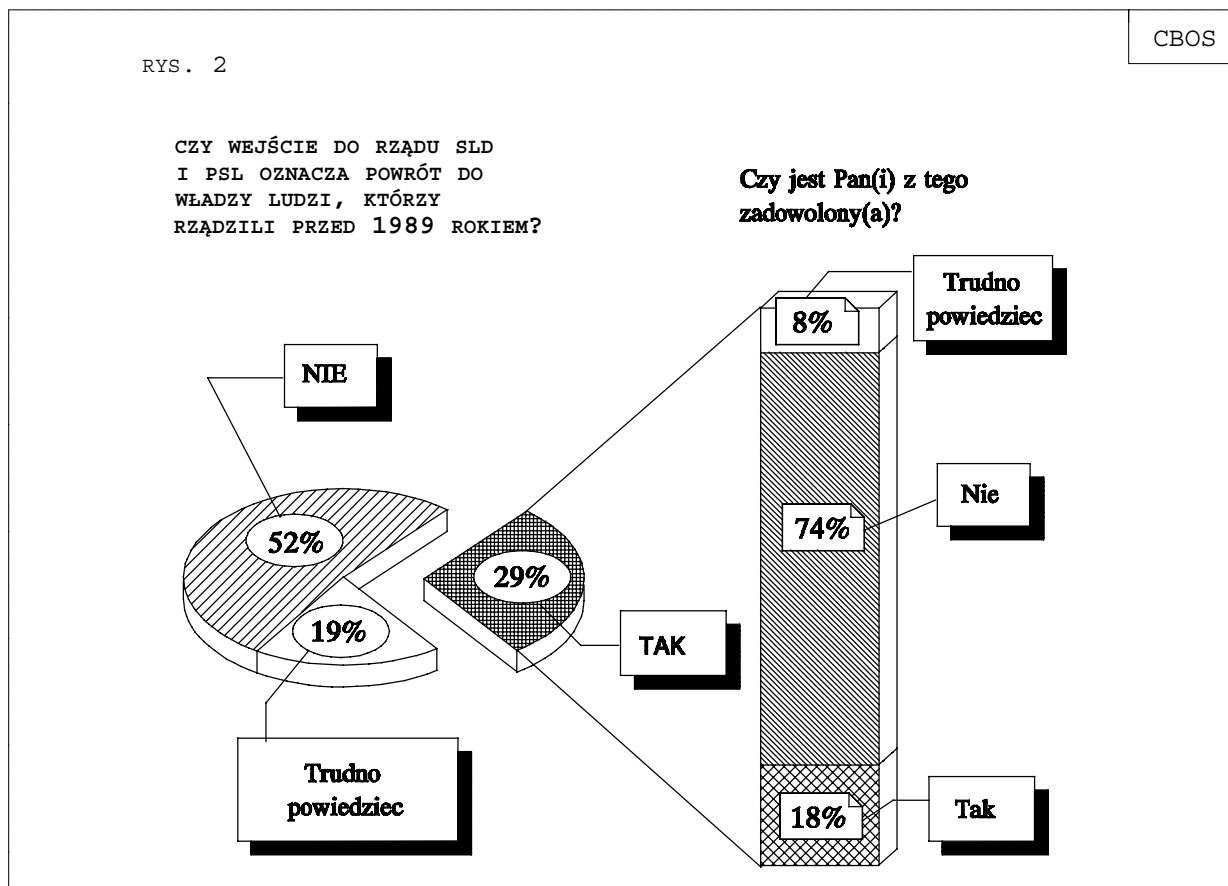 CBOS
RYS. 2
CZY WEJŚCIE DO RZĄDU SLD
I PSL OZNACZA POWRÓT DO
WŁADZY LUDZI, KTÓRZY
RZĄDZILI PRZED 1989 ROKIEM?
Czy jest Pan(i) z tego
zadowolony(a)?
NIE
52%
19%
Trudno
powiedziec
29%
TAK
8%
Trudno
powiedziec
74%
Nie
18%
Tak